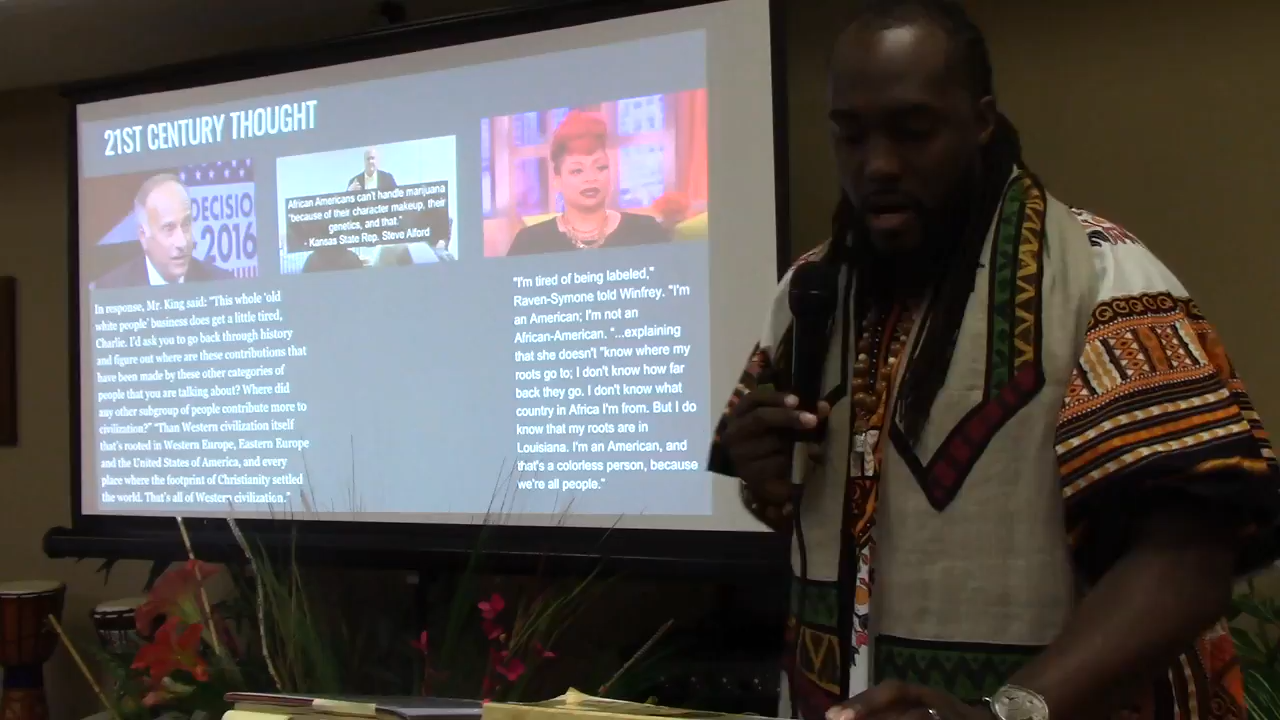 21ST CENTURY THOUGHT
DECISIO
2016
African Americans can't handle marijuana
"because of their character makeup, their
genetics, and that."
- Kansas State Rep. Steve Alford
In response, Mr. King said: "This whole 'old
white people' business does get a little tired,
Charlie. I'd ask you to go back through history
and figure out where are these contributions that
have been made by these other categories of
people that you are talking about? Where did
any other subgroup of people contribute more to
civilization?" "Than Western civilization itself
that's rooted in Western Europe, Eastern Europe
and the United States of America, and every
place where the footprint of Christianity settled
the world. That's all of Western civilization."
"I'm tired of being labeled,"
Raven-Symone told Winfrey. "I'm
an American; I'm not an
African-American. "...explaining
that she doesn't "know where my
roots go to; I don't know how far
back they go. I don't know what
country in Africa I'm from. But I do
know that my roots are in
Louisiana. I'm an American, and
that's a colorless person, because
we're all people."